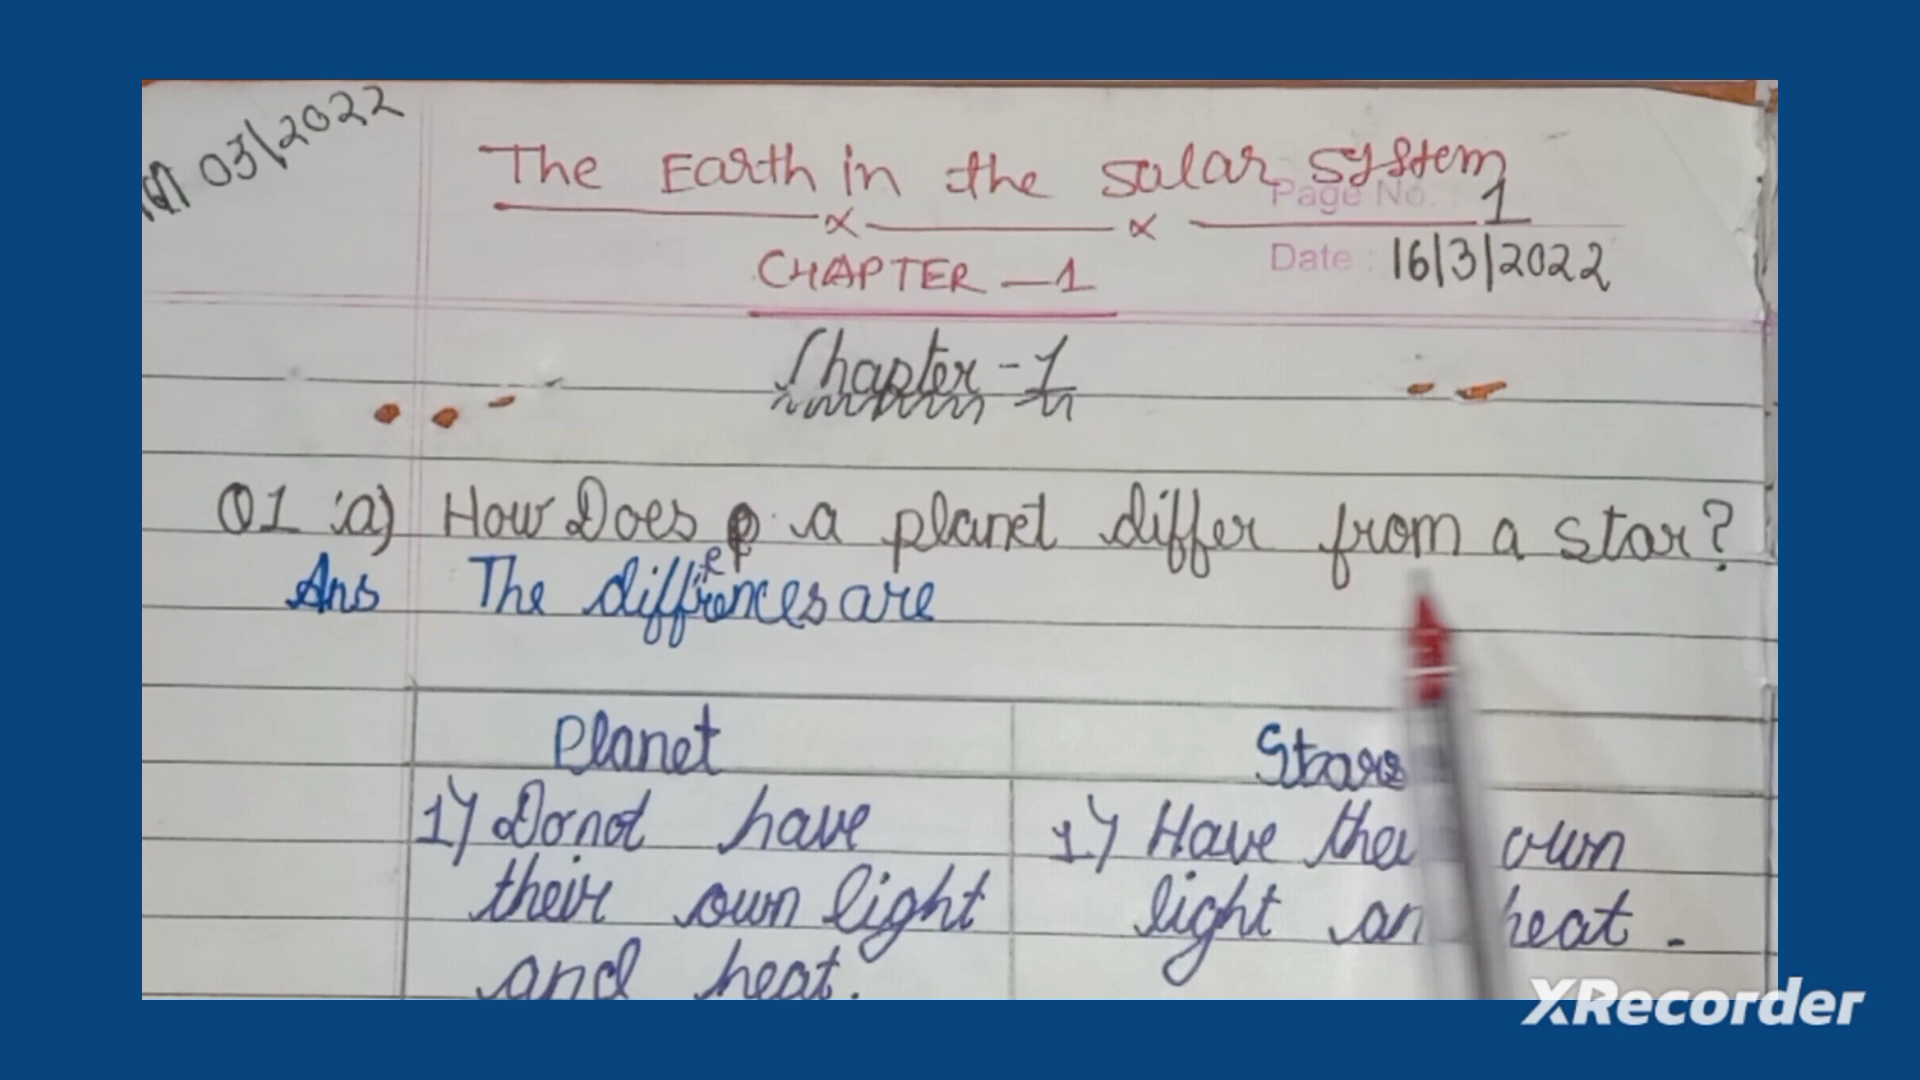 03/2022
The Earth in the solar system
Page No. 1
CHAPTER - 1
Date : 16/3/2022
Chapter - 1
Q1 a) How Does a planet differ from a star?
Ans The differences are
Planet Stars
1) Do not have 1) Have their own
their own light light and heat.
and heat.
XRecorder